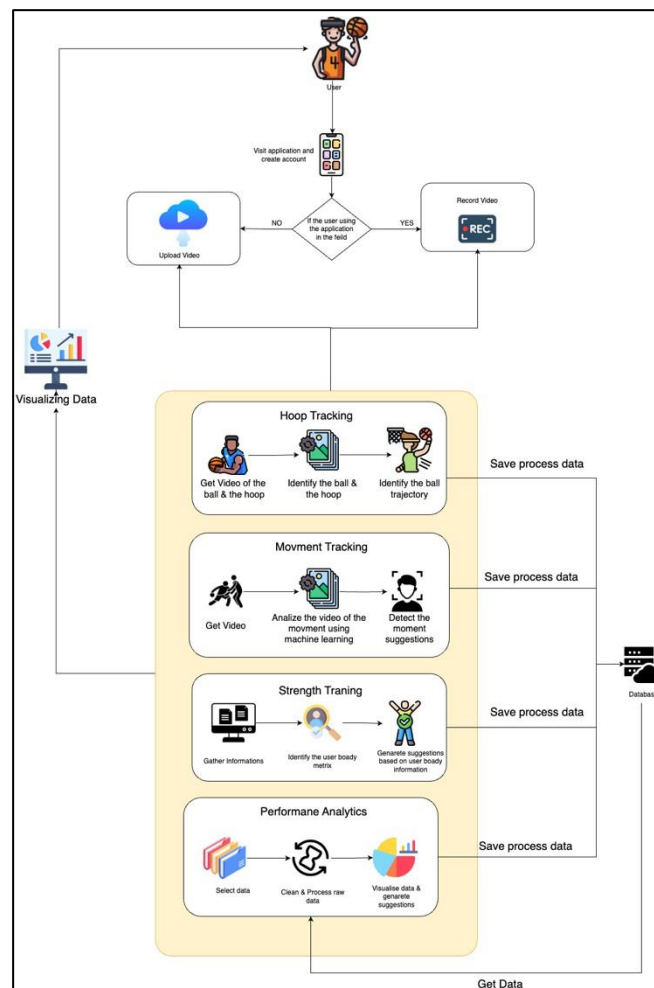 4
User
Visit application and
create account
If the user using
the application
in the feild
NO
YES
Upload Video
Record Video
REC
Visualizing Data
Hoop Tracking
Get Video of the
ball & the hoop
Identify the ball &
the hoop
Identify the ball
trajectory
Save process data
Movment Tracking
Get Video
Analize the video of the
movment using
machine learning
Detect the
moment
suggestions
Save process data
Database
Strength Traning
Gather Informations
Identify the user boady
metrix
Genarete suggestions
based on user boady
information
Save process data
Performane Analytics
Select data
Clean & Process raw
data
Visualise data &
genarete suggestions
Save process data
Get Data